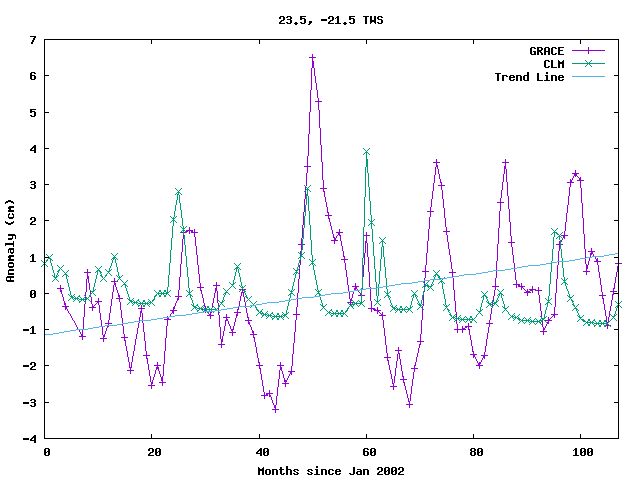 23.5, -21.5 TWS
GRACE
CLM
Trend Line
7
6
5
4
3
2
1
0
-1
-2
-3
-4
Anomaly (cm)
0 20 40 60 80 100
Months since Jan 2002